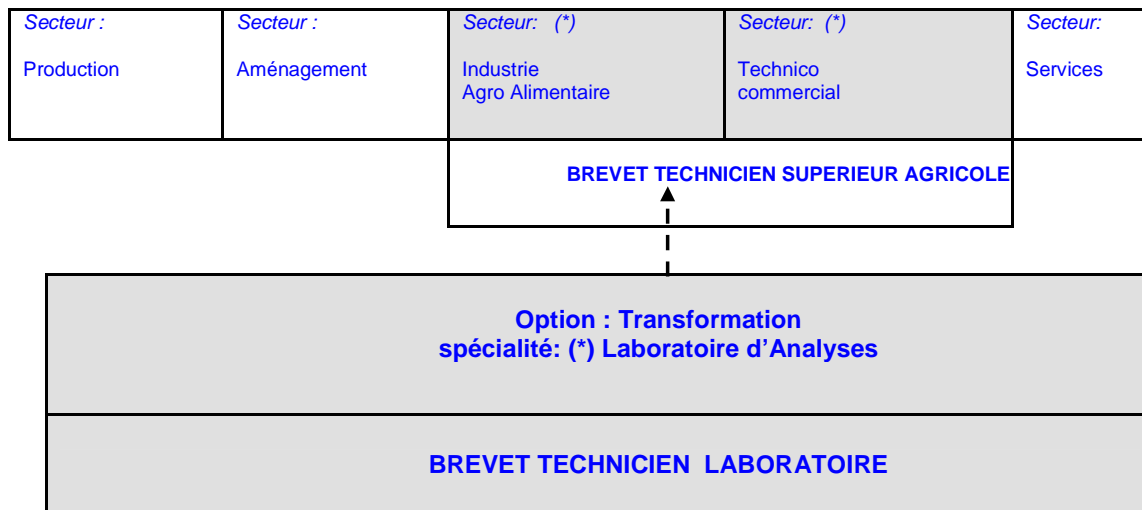 Secteur :
Production
Secteur :
Aménagement
Secteur: (*)
Industrie
Agro Alimentaire
Secteur: (*)
Technico
commercial
Secteur:
Services
BREVET TECHNICIEN SUPERIEUR AGRICOLE
Option : Transformation
spécialité: (*) Laboratoire d’Analyses
BREVET TECHNICIEN LABORATOIRE